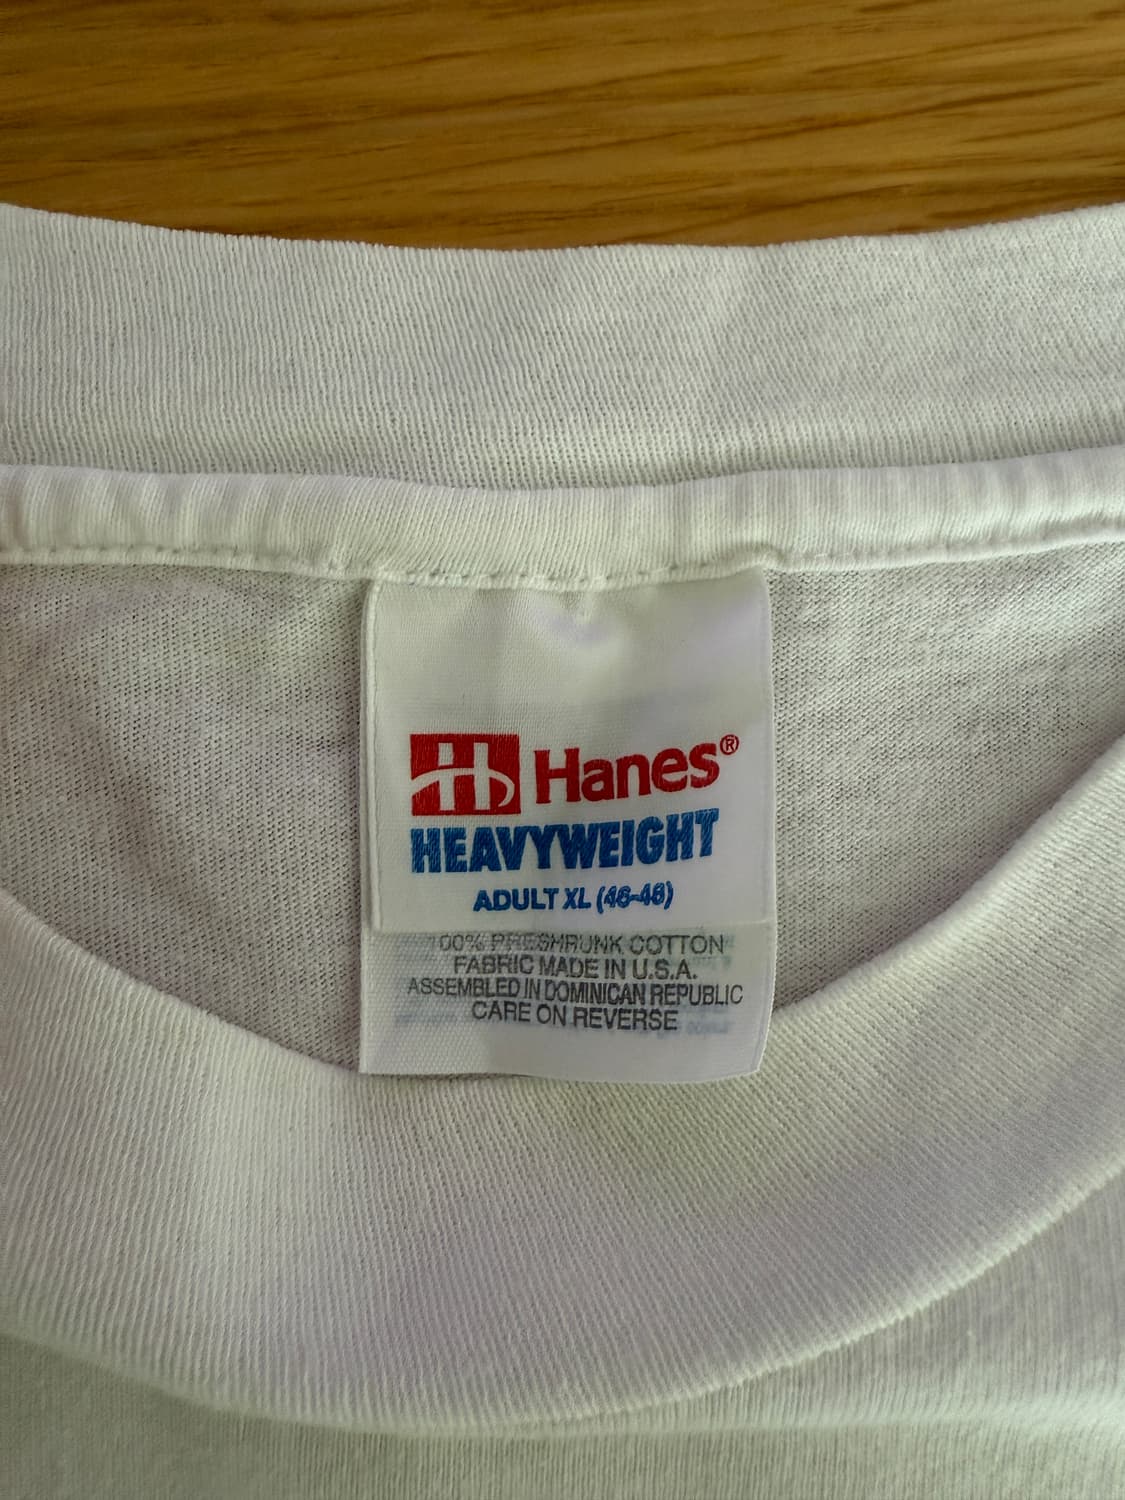 H Hanes®
HEAVYWEIGHT
ADULT XL (46-48)
100% PRESHRUNK COTTON
FABRIC MADE IN U.S.A.
ASSEMBLED IN DOMINICAN REPUBLIC
CARE ON REVERSE